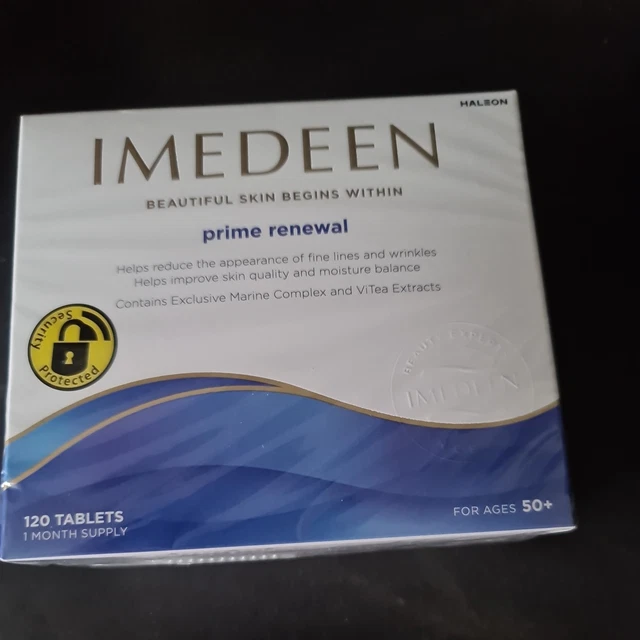 HALEON
IMEDEEN
BEAUTIFUL SKIN BEGINS WITHIN
prime renewal
Helps reduce the appearance of fine lines and wrinkles
Helps improve skin quality and moisture balance
Contains Exclusive Marine Complex and ViTea Extracts
Security
Protected
IMEDEEN
120 TABLETS
1 MONTH SUPPLY
FOR AGES 50+